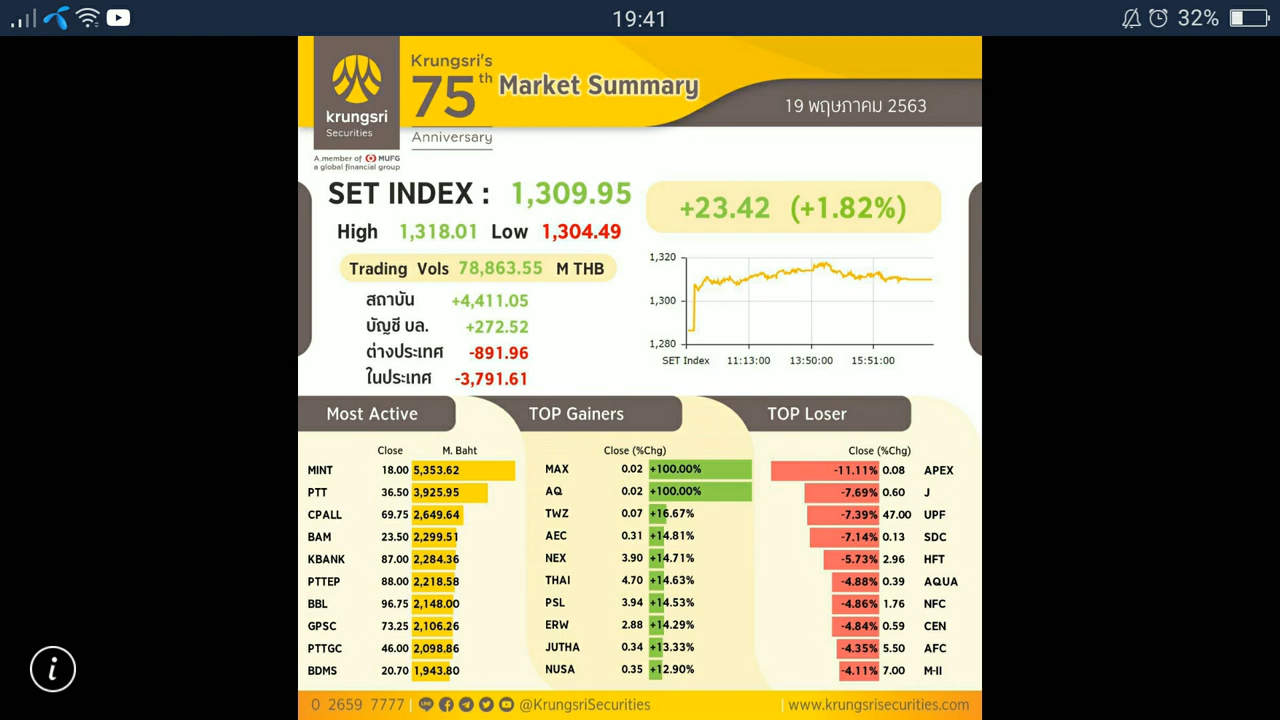 19:41
32%
krungsri
Securities
A member of MUFG
a global financial group
Krungsri's
75th
Anniversary
Market Summary
19 พฤษภาคม 2563
SET INDEX : 1,309.95
+23.42 (+1.82%)
High 1,318.01 Low 1,304.49
Trading Vols 78,863.55 M THB
สถาบัน +4,411.05
บัญชี บล. +272.52
ต่างประเทศ -891.96
ในประเทศ -3,791.61
1,320
1,300
1,280
SET Index 11:13:00 13:50:00 15:51:00
Most Active
Close M. Baht
MINT 18.00 5,353.62
PTT 36.50 3,925.95
CPALL 69.75 2,649.64
BAM 23.50 2,299.51
KBANK 87.00 2,284.36
PTTEP 88.00 2,218.58
BBL 96.75 2,148.00
GPSC 73.25 2,106.26
PTTGC 46.00 2,098.86
BDMS 20.70 1,943.80
TOP Gainers
Close (%Chg)
MAX 0.02 +100.00%
AQ 0.02 +100.00%
TWZ 0.07 +16.67%
AEC 0.31 +14.81%
NEX 3.90 +14.71%
THAI 4.70 +14.63%
PSL 3.94 +14.53%
ERW 2.88 +14.29%
JUTHA 0.34 +13.33%
NUSA 0.35 +12.90%
TOP Loser
Close (%Chg)
-11.11% 0.08 APEX
-7.69% 0.60 J
-7.39% 47.00 UPF
-7.14% 0.13 SDC
-5.73% 2.96 HFT
-4.88% 0.39 AQUA
-4.86% 1.76 NFC
-4.84% 0.59 CEN
-4.35% 5.50 AFC
-4.11% 7.00 M-II
i
0 2659 7777 | LINE @KrungsriSecurities | www.krungsrisecurities.com